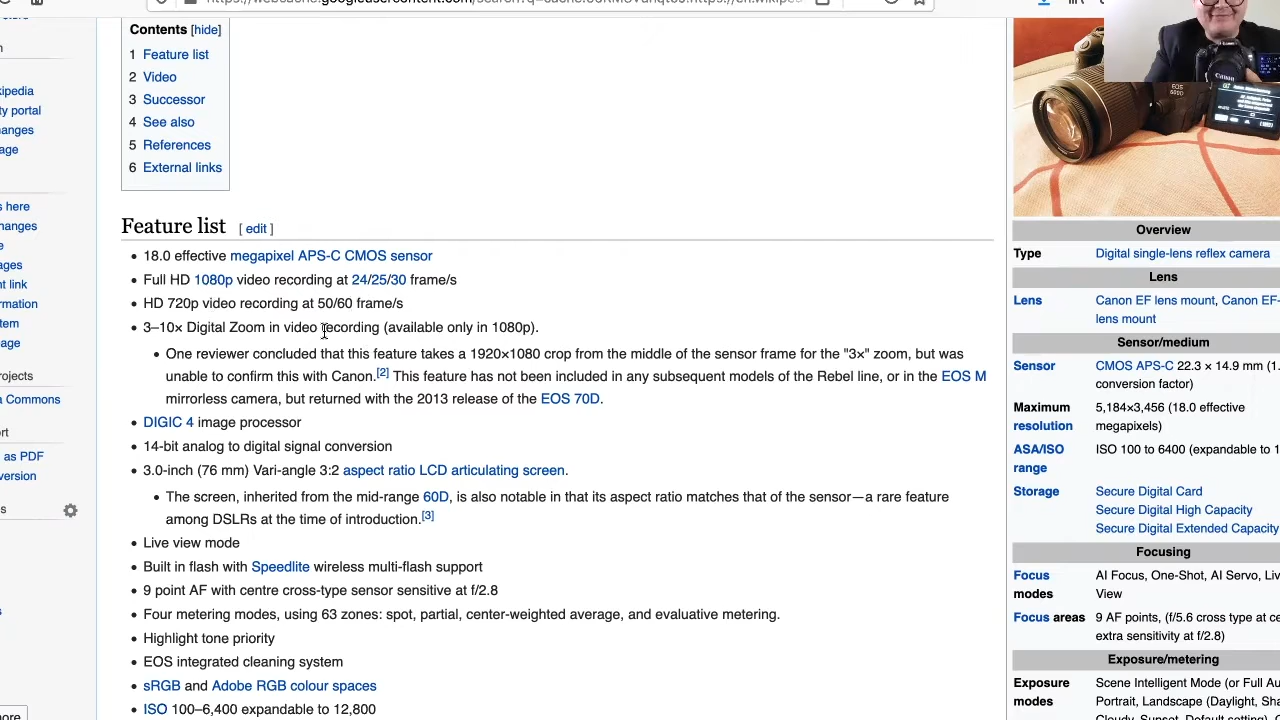 Contents [hide]
1 Feature list
2 Video
3 Successor
4 See also
5 References
6 External links
kipedia
ty portal
hanges
age
s here
hanges
e
ages
nt link
rmation
tem
age
rojects
a Commons
rt
as PDF
version
s
s
nore
Feature list [ edit ]
• 18.0 effective megapixel APS-C CMOS sensor
• Full HD 1080p video recording at 24/25/30 frame/s
• HD 720p video recording at 50/60 frame/s
• 3–10× Digital Zoom in video recording (available only in 1080p).
• One reviewer concluded that this feature takes a 1920×1080 crop from the middle of the sensor frame for the "3×" zoom, but was
unable to confirm this with Canon.[2] This feature has not been included in any subsequent models of the Rebel line, or in the EOS M
mirrorless camera, but returned with the 2013 release of the EOS 70D.
• DIGIC 4 image processor
• 14-bit analog to digital signal conversion
• 3.0-inch (76 mm) Vari-angle 3:2 aspect ratio LCD articulating screen.
• The screen, inherited from the mid-range 60D, is also notable in that its aspect ratio matches that of the sensor—a rare feature
among DSLRs at the time of introduction.[3]
• Live view mode
• Built in flash with Speedlite wireless multi-flash support
• 9 point AF with centre cross-type sensor sensitive at f/2.8
• Four metering modes, using 63 zones: spot, partial, center-weighted average, and evaluative metering.
• Highlight tone priority
• EOS integrated cleaning system
• sRGB and Adobe RGB colour spaces
• ISO 100–6,400 expandable to 12,800
Canon
EOS
600D
Overview
Type Digital single-lens reflex camera
Lens
Lens Canon EF lens mount, Canon EF-
lens mount
Sensor/medium
Sensor CMOS APS-C 22.3 × 14.9 mm (1.
conversion factor)
Maximum 5,184×3,456 (18.0 effective
resolution megapixels)
ASA/ISO ISO 100 to 6400 (expandable to 1
range
Storage Secure Digital Card
Secure Digital High Capacity
Secure Digital Extended Capacity
Focusing
Focus AI Focus, One-Shot, AI Servo, Liv
modes View
Focus areas 9 AF points, (f/5.6 cross type at ce
extra sensitivity at f/2.8)
Exposure/metering
Exposure Scene Intelligent Mode (or Full Au
modes Portrait, Landscape (Daylight, Sha